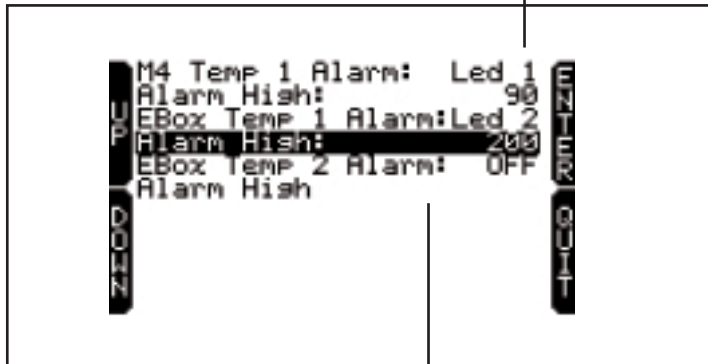 UP
DOWN
M4 Temp 1 Alarm: Led 1
Alarm High: 90
EBox Temp 1 Alarm:Led 2
Alarm High: 200
EBox Temp 2 Alarm: OFF
Alarm High
ENTER
QUIT